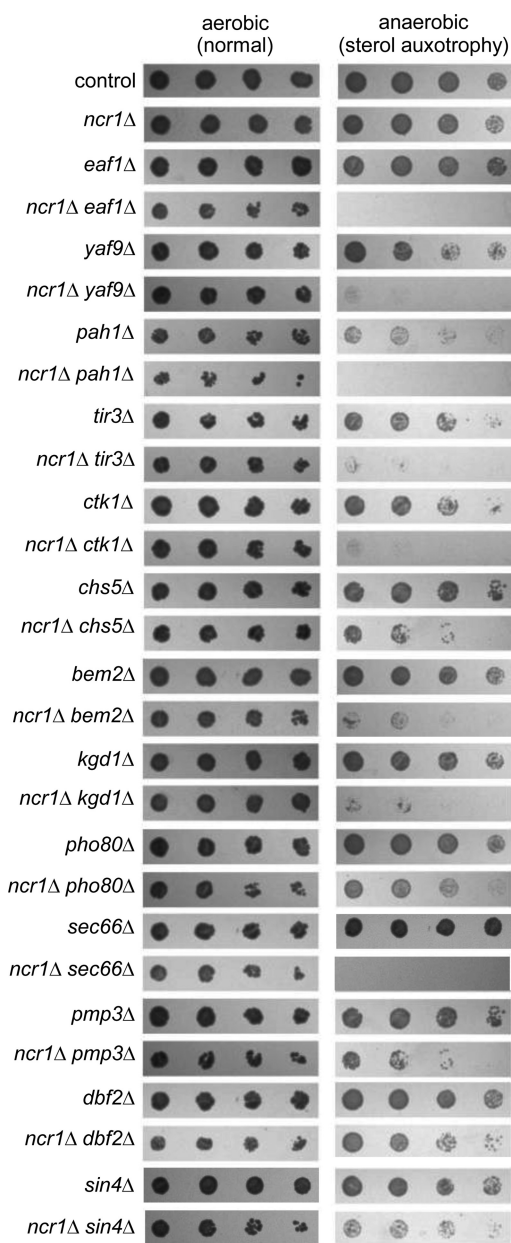 aerobic
(normal)
anaerobic
(sterol auxotrophy)
control
ncr1Δ
eaf1Δ
ncr1Δ eaf1Δ
yaf9Δ
ncr1Δ yaf9Δ
pah1Δ
ncr1Δ pah1Δ
tir3Δ
ncr1Δ tir3Δ
ctk1Δ
ncr1Δ ctk1Δ
chs5Δ
ncr1Δ chs5Δ
bem2Δ
ncr1Δ bem2Δ
kgd1Δ
ncr1Δ kgd1Δ
pho80Δ
ncr1Δ pho80Δ
sec66Δ
ncr1Δ sec66Δ
pmp3Δ
ncr1Δ pmp3Δ
dbf2Δ
ncr1Δ dbf2Δ
sin4Δ
ncr1Δ sin4Δ